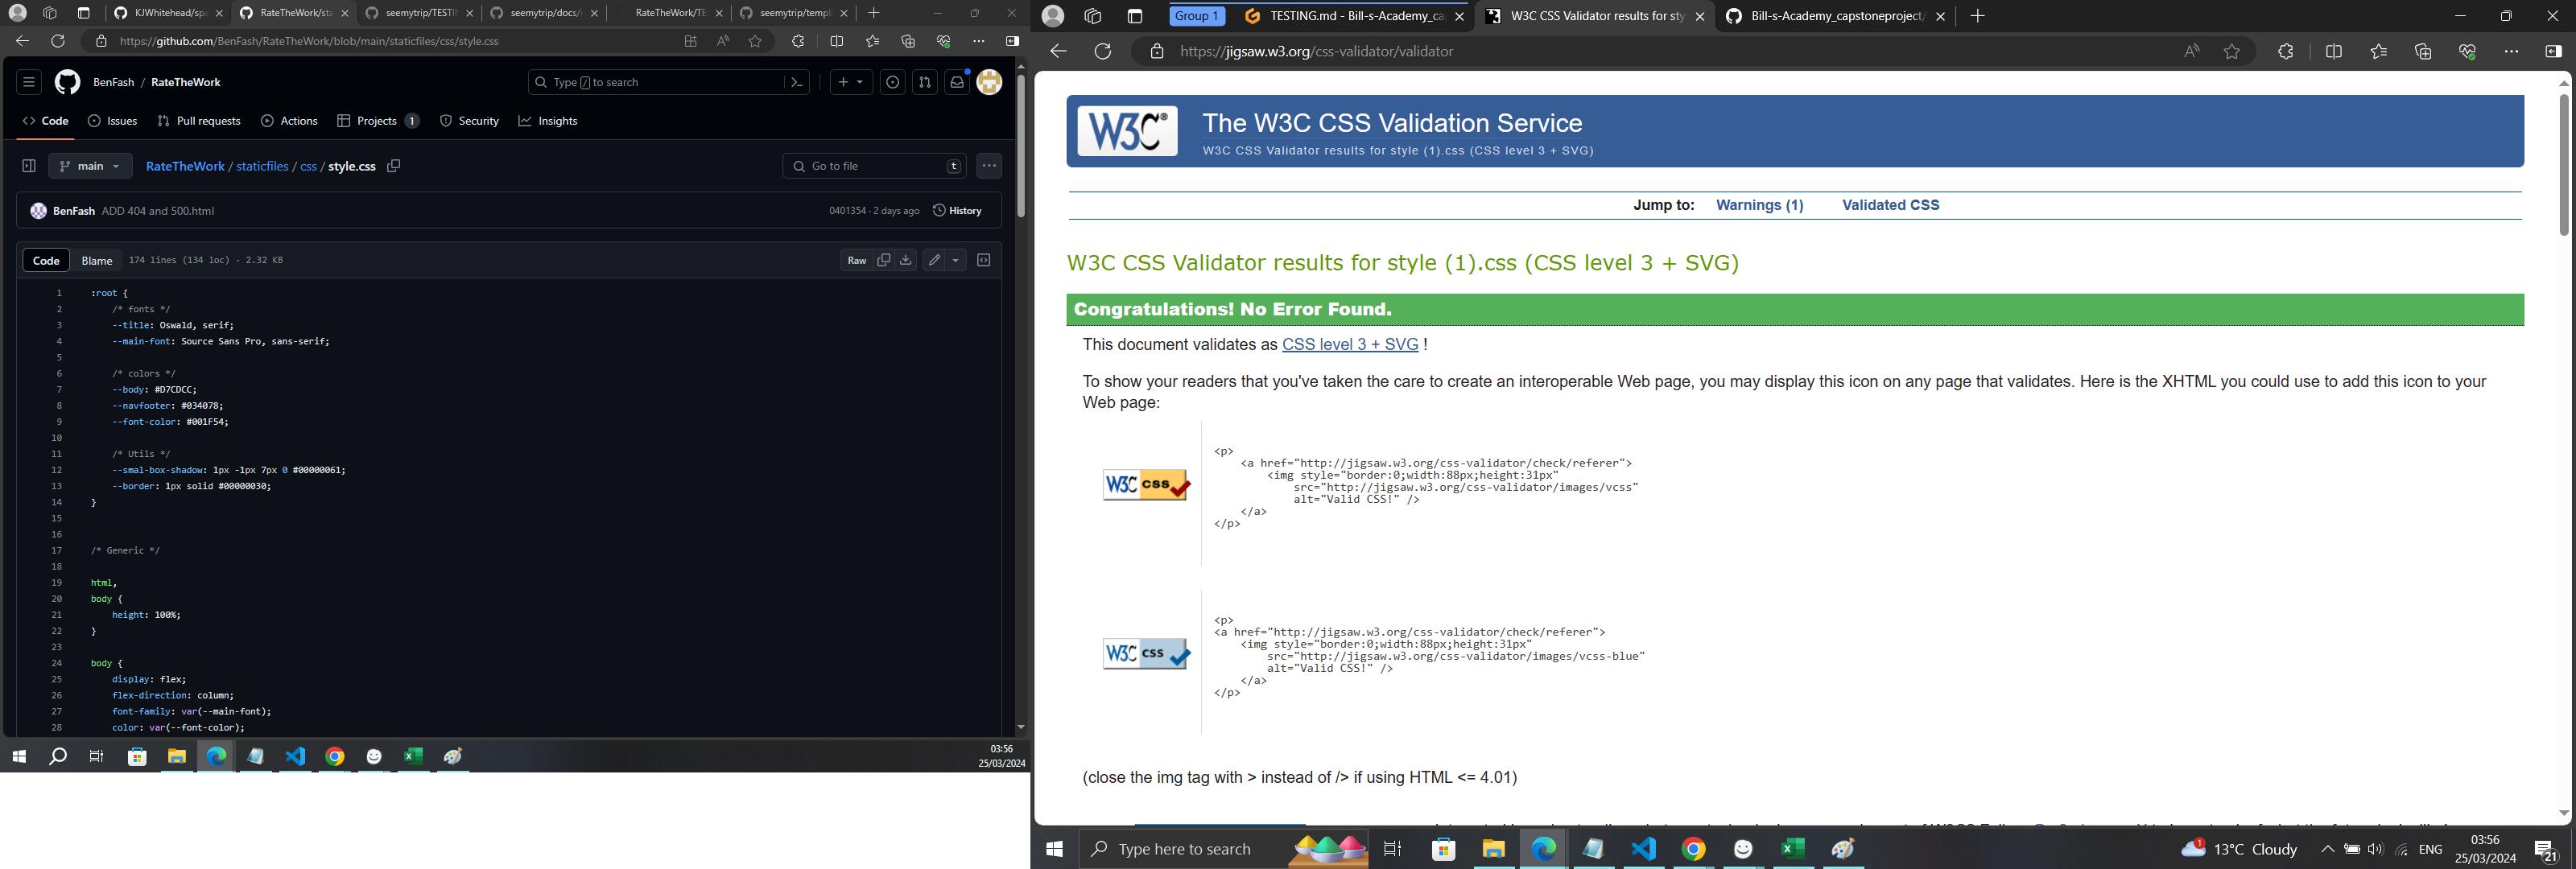 KJWhitehead/spa
RateTheWork/sta
seemytrip/TESTIN
seemytrip/docs/i
RateTheWork/TE
seemytrip/templ
https://github.com/BenFash/RateTheWork/blob/main/staticfiles/css/style.css
BenFash / RateTheWork
Type / to search
Code
Issues
Pull requests
Actions
Projects 1
Security
Insights
main
RateTheWork / staticfiles / css / style.css
Go to file
t
BenFash ADD 404 and 500.html
0401354 · 2 days ago
History
Code
Blame
174 lines (134 loc) · 2.32 KB
Raw
1 :root {
2 /* fonts */
3 --title: Oswald, serif;
4 --main-font: Source Sans Pro, sans-serif;
5
6 /* colors */
7 --body: #D7CDCC;
8 --navfooter: #034078;
9 --font-color: #001F54;
10
11 /* Utils */
12 --smal-box-shadow: 1px -1px 7px 0 #00000061;
13 --border: 1px solid #00000030;
14 }
15
16
17 /* Generic */
18
19 html,
20 body {
21 height: 100%;
22 }
23
24 body {
25 display: flex;
26 flex-direction: column;
27 font-family: var(--main-font);
28 color: var(--font-color);
03:56
25/03/2024
Group 1
TESTING.md - Bill-s-Academy_ca
W3C CSS Validator results for sty
Bill-s-Academy_capstoneproject/
https://jigsaw.w3.org/css-validator/validator
W3C®
The W3C CSS Validation Service
W3C CSS Validator results for style (1).css (CSS level 3 + SVG)
Jump to: Warnings (1) Validated CSS
W3C CSS Validator results for style (1).css (CSS level 3 + SVG)
Congratulations! No Error Found.
This document validates as CSS level 3 + SVG !
To show your readers that you've taken the care to create an interoperable Web page, you may display this icon on any page that validates. Here is the XHTML you could use to add this icon to your
Web page:
W3C css
<p>
<a href="http://jigsaw.w3.org/css-validator/check/referer">
<img style="border:0;width:88px;height:31px"
src="http://jigsaw.w3.org/css-validator/images/vcss"
alt="Valid CSS!" />
</a>
</p>
W3C css
<p>
<a href="http://jigsaw.w3.org/css-validator/check/referer">
<img style="border:0;width:88px;height:31px"
src="http://jigsaw.w3.org/css-validator/images/vcss-blue"
alt="Valid CSS!" />
</a>
</p>
(close the img tag with > instead of /> if using HTML <= 4.01)
Type here to search
1
13°C Cloudy
ENG
03:56
25/03/2024
21